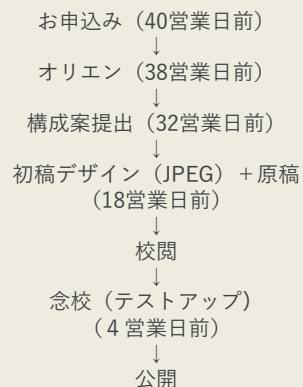 お申込み（40営業日前）
↓
オリエン（38営業日前）
↓
構成案提出（32営業日前）
↓
初稿デザイン（JPEG）＋原稿
（18営業日前）
↓
校閲
↓
念校（テストアップ)
（４営業日前）
↓
公開